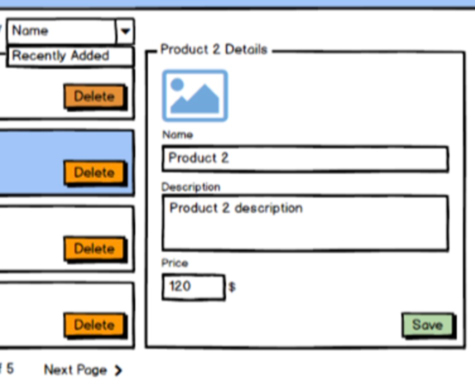 Name
Recently Added
Delete
Delete
Delete
Delete
5
Next Page >
Product 2 Details
Name
Product 2
Description
Product 2 description
Price
120 $
Save